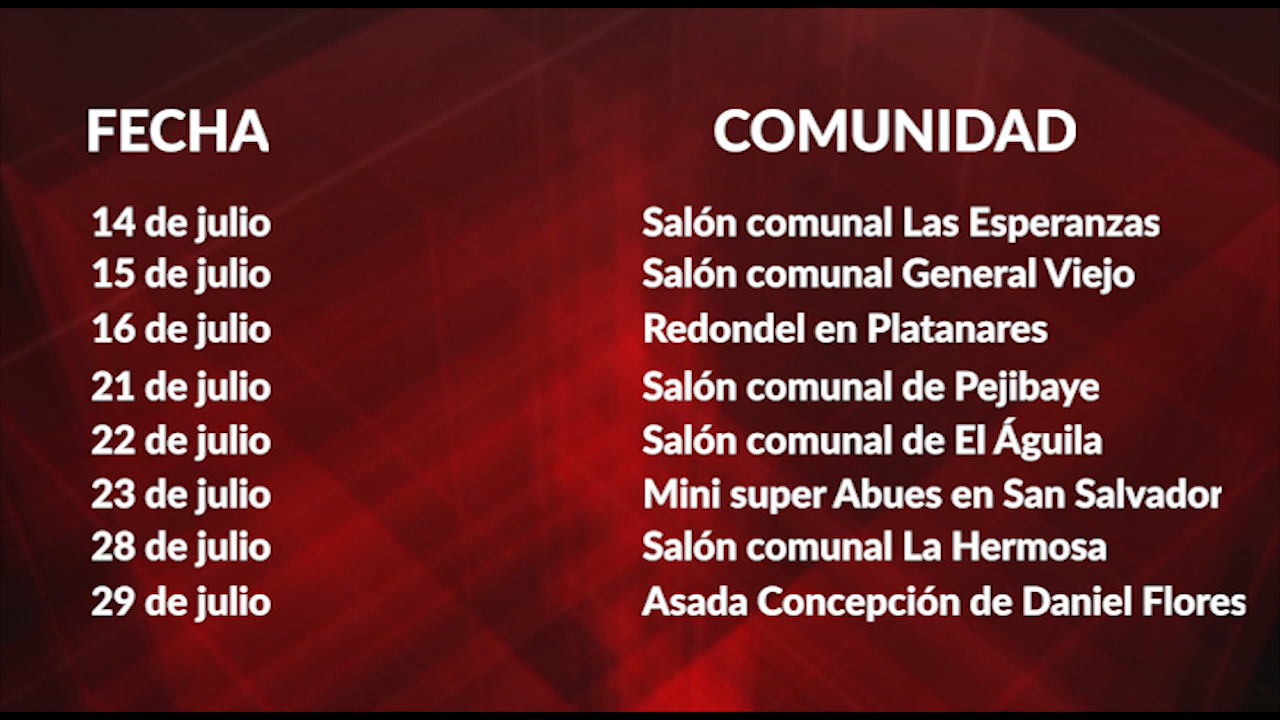 FECHA COMUNIDAD
14 de julio Salón comunal Las Esperanzas
15 de julio Salón comunal General Viejo
16 de julio Redondel en Platanares
21 de julio Salón comunal de Pejibaye
22 de julio Salón comunal de El Águila
23 de julio Mini super Abues en San Salvador
28 de julio Salón comunal La Hermosa
29 de julio Asada Concepción de Daniel Flores